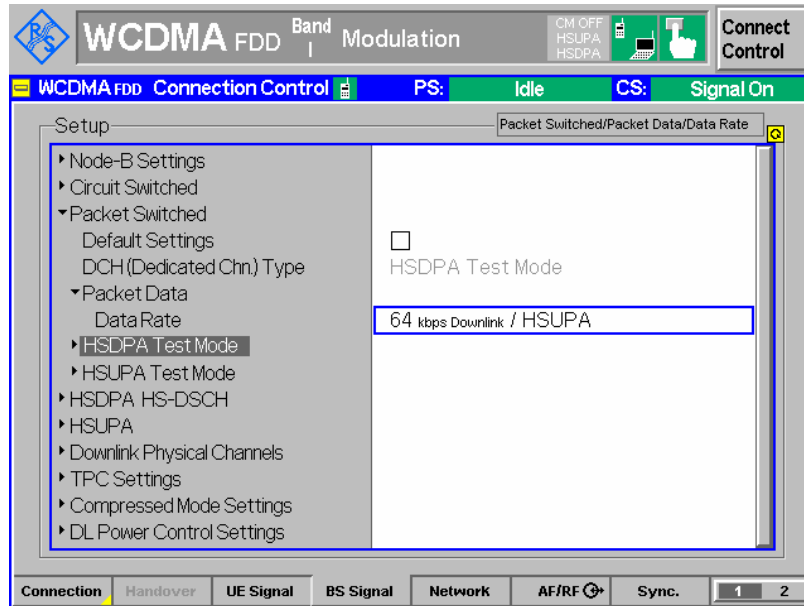 R&S WCDMA FDD Band I Modulation
CM OFF
HSUPA
HSDPA
Connect Control
WCDMA FDD Connection Control PS: Idle CS: Signal On
Setup Packet Switched/Packet Data/Data Rate
Node-B Settings
Circuit Switched
Packet Switched
Default Settings
DCH (Dedicated Chn.) Type HSDPA Test Mode
Packet Data
Data Rate 64 kbps Downlink / HSUPA
HSDPA Test Mode
HSUPA Test Mode
HSDPA HS-DSCH
HSUPA
Downlink Physical Channels
TPC Settings
Compressed Mode Settings
DL Power Control Settings
Connection Handover UE Signal BS Signal Network AF/RF Sync. 1 2